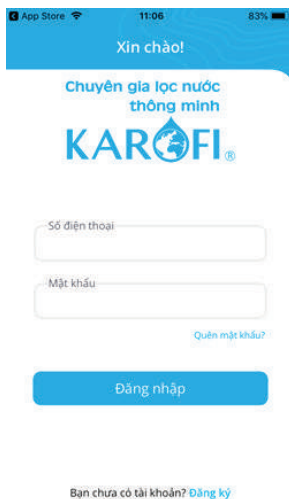 App Store 11:06 83%
Xin chào!
Chuyên gia lọc nước
thông minh
KAROFI®
Số điện thoại
Mật khẩu
Quên mật khẩu?
Đăng nhập
Bạn chưa có tài khoản? Đăng ký